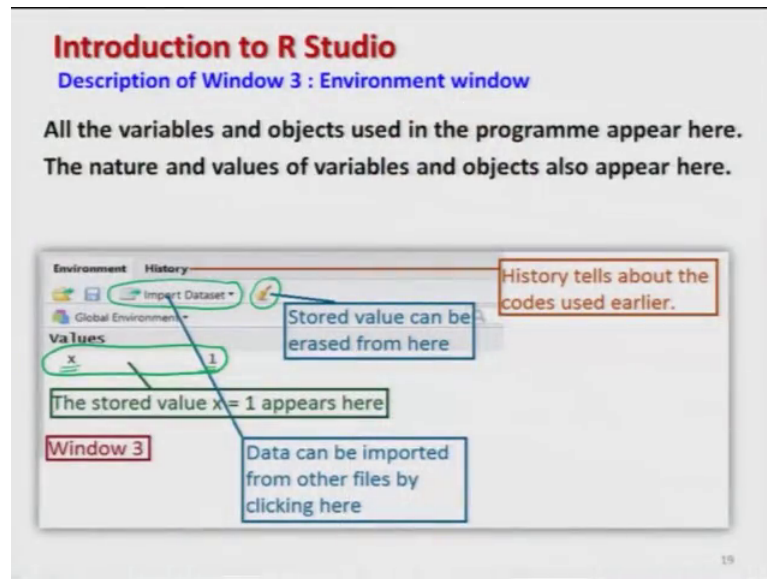 Introduction to R Studio
Description of Window 3 : Environment window
All the variables and objects used in the programme appear here.
The nature and values of variables and objects also appear here.
Environment History
Import Dataset
Global Environment
Values
x 1
History tells about the
codes used earlier.
Stored value can be
erased from here
The stored value x = 1 appears here
Window 3
Data can be imported
from other files by
clicking here
19